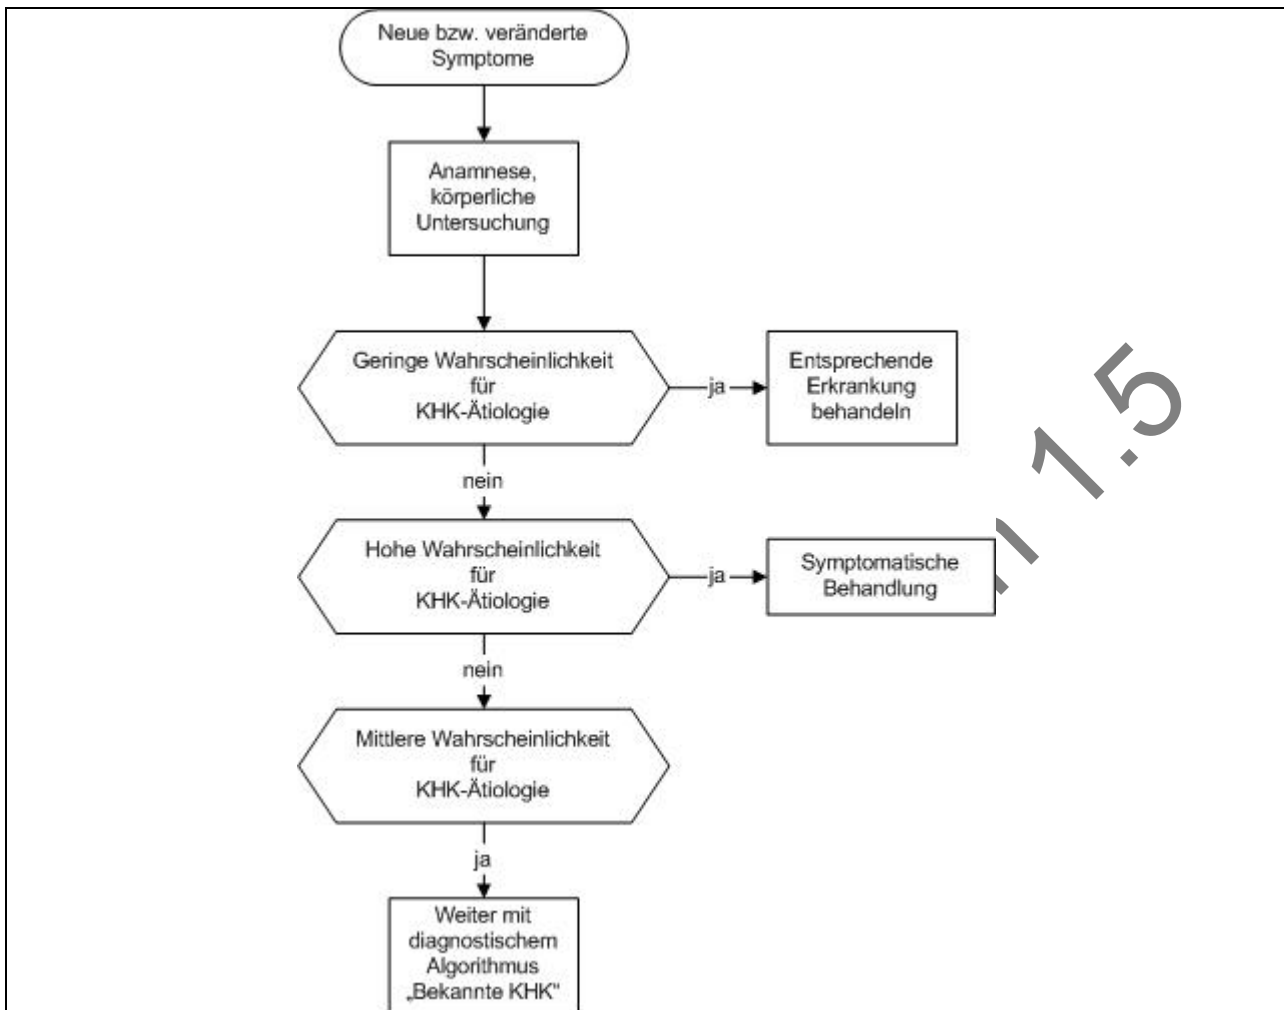 Neue bzw. veränderte
Symptome
Anamnese,
körperliche
Untersuchung
Geringe Wahrscheinlichkeit
für
KHK-Ätiologie
ja
Entsprechende
Erkrankung
behandeln
nein
Hohe Wahrscheinlichkeit
für
KHK-Ätiologie
ja
Symptomatische
Behandlung
nein
Mittlere Wahrscheinlichkeit
für
KHK-Ätiologie
ja
Weiter mit
diagnostischem
Algorithmus
„Bekannte KHK“
1.5